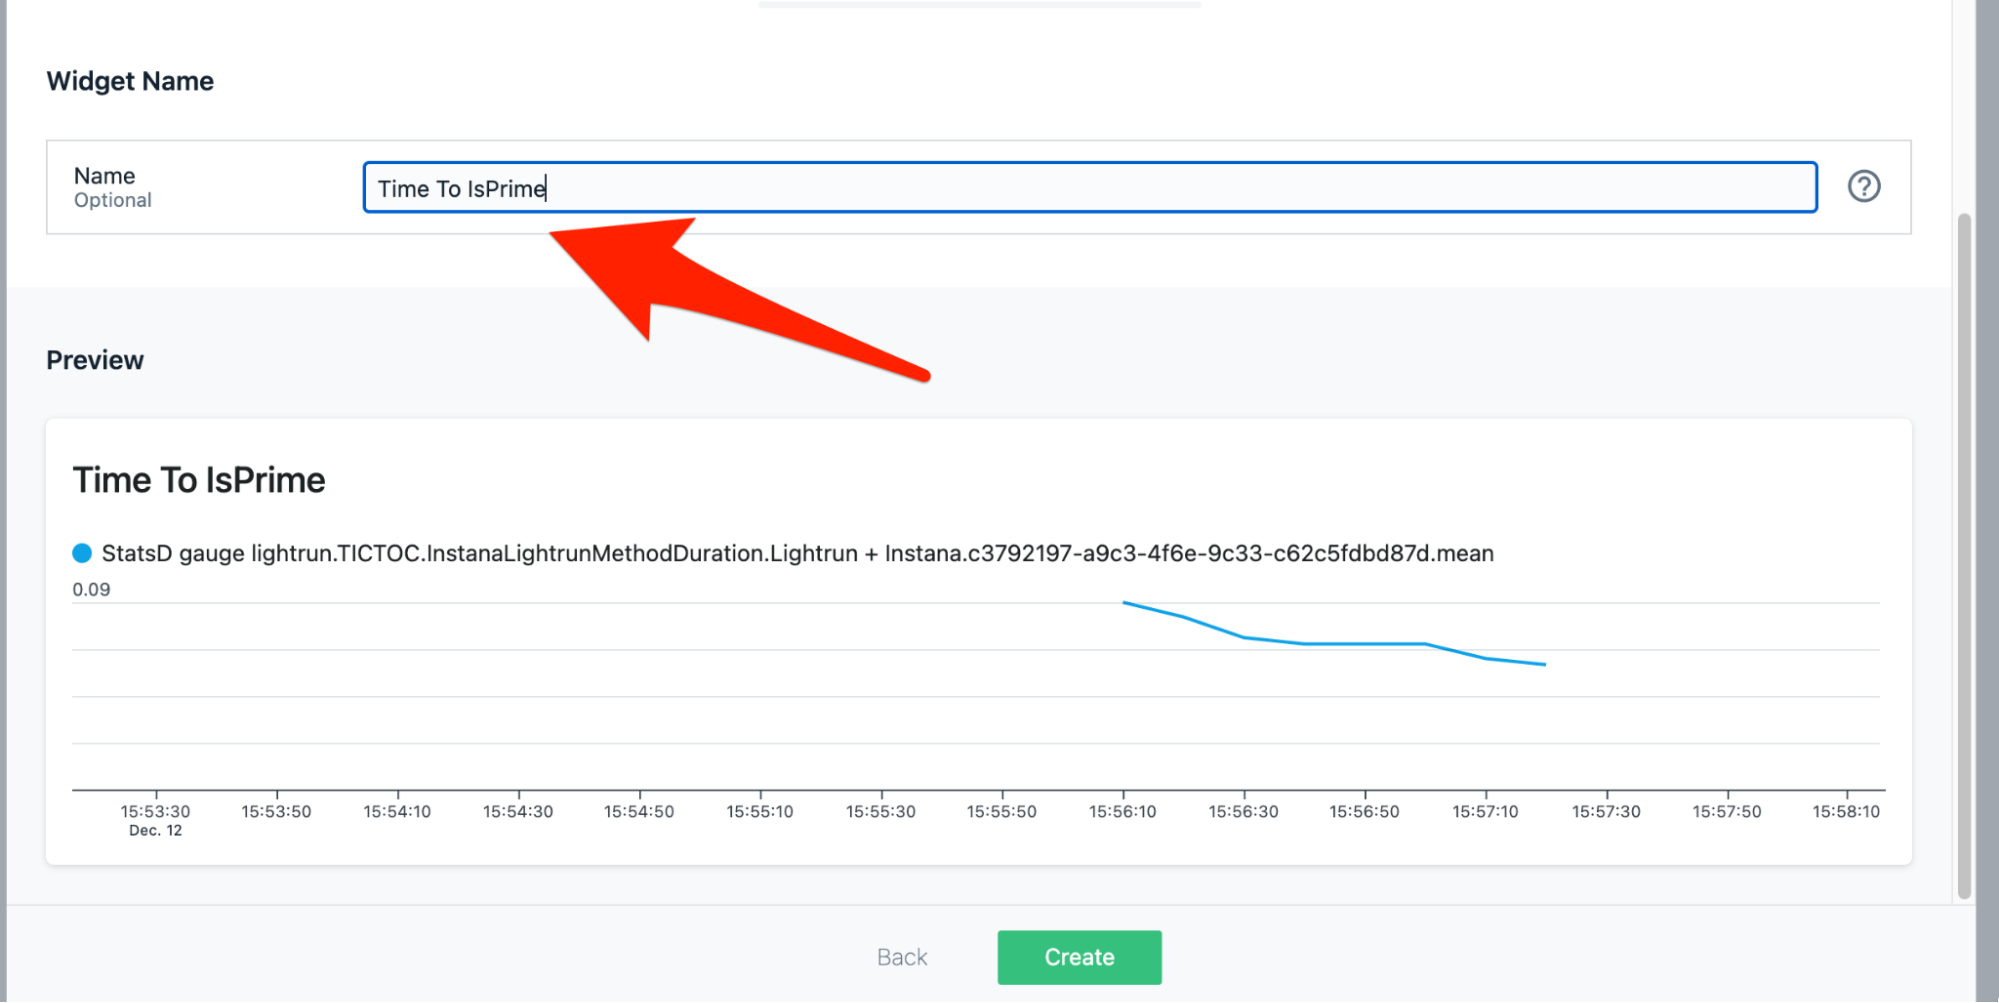 Widget Name
Name
Optional
Time To IsPrime
Preview
Time To IsPrime
StatsD gauge lightrun.TICTOC.InstanaLightrunMethodDuration.Lightrun + Instana.c3792197-a9c3-4f6e-9c33-c62c5fdbd87d.mean
0.09
15:53:30 15:53:50 15:54:10 15:54:30 15:54:50 15:55:10 15:55:30 15:55:50 15:56:10 15:56:30 15:56:50 15:57:10 15:57:30 15:57:50 15:58:10
Dec. 12
Back Create